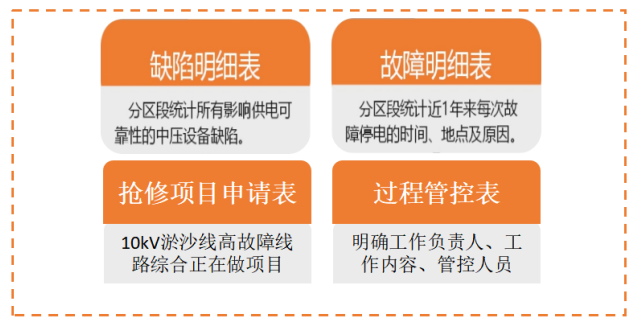 缺陷明细表
分区段统计所有影响供电可
靠性的中压设备缺陷。
故障明细表
分区段统计近1年来每次故
障停电的时间、地点及原因。
抢修项目申请表
10kV淤沙线高故障线
路综合正在做项目
过程管控表
明确工作负责人、工
作内容、管控人员